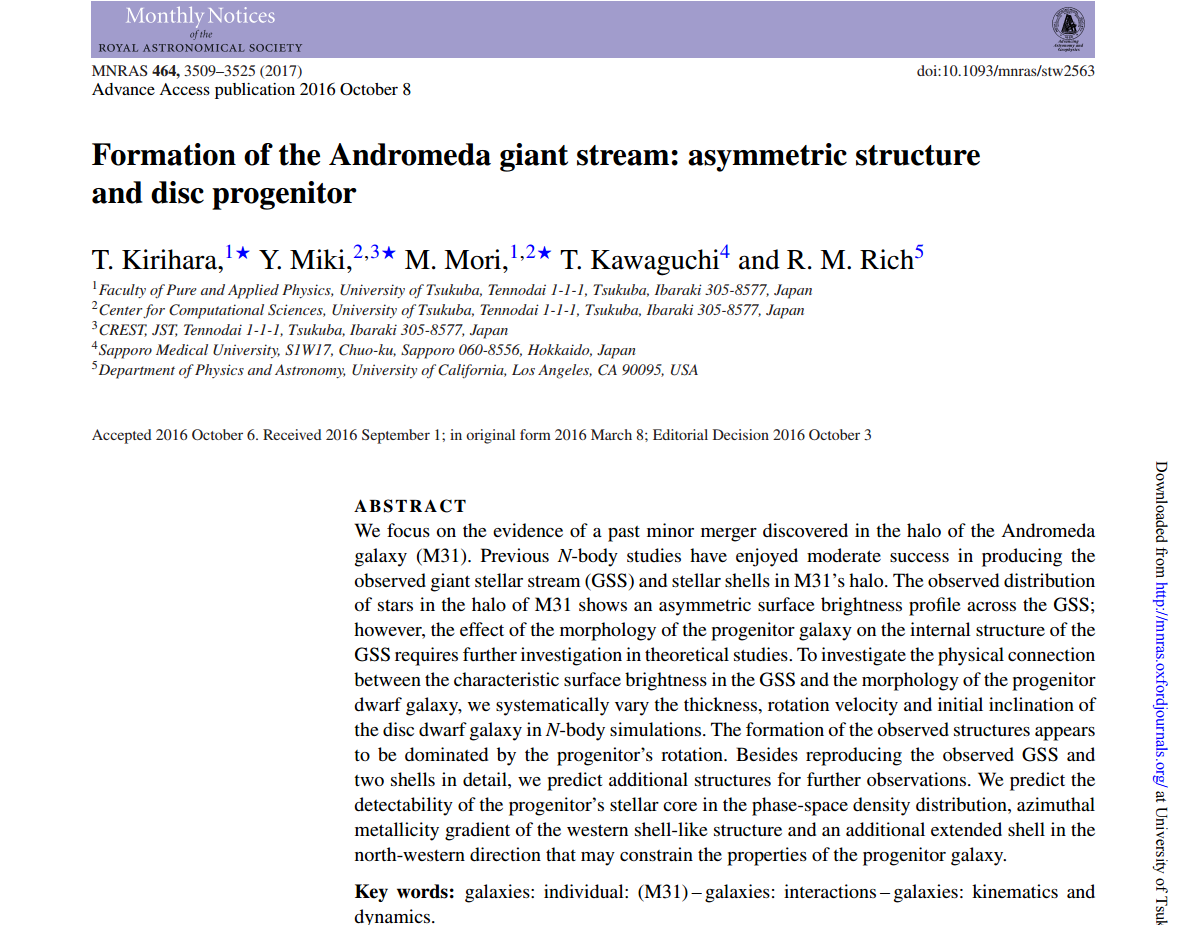 Monthly Notices
of the
ROYAL ASTRONOMICAL SOCIETY
MNRAS 464, 3509–3525 (2017)
doi:10.1093/mnras/stw2563
Advance Access publication 2016 October 8
Formation of the Andromeda giant stream: asymmetric structure
and disc progenitor
T. Kirihara,1★ Y. Miki,2,3★ M. Mori,1,2★ T. Kawaguchi4 and R. M. Rich5
1Faculty of Pure and Applied Physics, University of Tsukuba, Tennodai 1-1-1, Tsukuba, Ibaraki 305-8577, Japan
2Center for Computational Sciences, University of Tsukuba, Tennodai 1-1-1, Tsukuba, Ibaraki 305-8577, Japan
3CREST, JST, Tennodai 1-1-1, Tsukuba, Ibaraki 305-8577, Japan
4Sapporo Medical University, S1W17, Chuo-ku, Sapporo 060-8556, Hokkaido, Japan
5Department of Physics and Astronomy, University of California, Los Angeles, CA 90095, USA
Accepted 2016 October 6. Received 2016 September 1; in original form 2016 March 8; Editorial Decision 2016 October 3
ABSTRACT
We focus on the evidence of a past minor merger discovered in the halo of the Andromeda
galaxy (M31). Previous N-body studies have enjoyed moderate success in producing the
observed giant stellar stream (GSS) and stellar shells in M31's halo. The observed distribution
of stars in the halo of M31 shows an asymmetric surface brightness profile across the GSS;
however, the effect of the morphology of the progenitor galaxy on the internal structure of the
GSS requires further investigation in theoretical studies. To investigate the physical connection
between the characteristic surface brightness in the GSS and the morphology of the progenitor
dwarf galaxy, we systematically vary the thickness, rotation velocity and initial inclination of
the disc dwarf galaxy in N-body simulations. The formation of the observed structures appears
to be dominated by the progenitor's rotation. Besides reproducing the observed GSS and
two shells in detail, we predict additional structures for further observations. We predict the
detectability of the progenitor's stellar core in the phase-space density distribution, azimuthal
metallicity gradient of the western shell-like structure and an additional extended shell in the
north-western direction that may constrain the properties of the progenitor galaxy.
Key words: galaxies: individual: (M31) – galaxies: interactions – galaxies: kinematics and
dynamics.
Downloaded from http://mnras.oxfordjournals.org/ at University of Tsuk